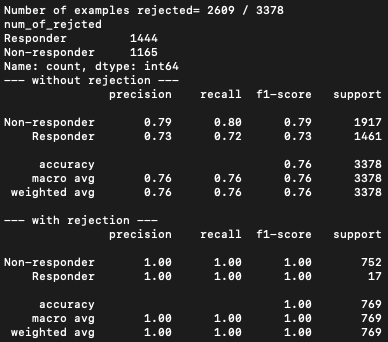 Number of examples rejected= 2609 / 3378
num_of_rejcted
Responder 1444
Non-responder 1165
Name: count, dtype: int64
--- without rejection ---
precision recall f1-score support
Non-responder 0.79 0.80 0.79 1917
Responder 0.73 0.72 0.73 1461
accuracy 0.76 3378
macro avg 0.76 0.76 0.76 3378
weighted avg 0.76 0.76 0.76 3378
--- with rejection ---
precision recall f1-score support
Non-responder 1.00 1.00 1.00 752
Responder 1.00 1.00 1.00 17
accuracy 1.00 769
macro avg 1.00 1.00 1.00 769
weighted avg 1.00 1.00 1.00 769